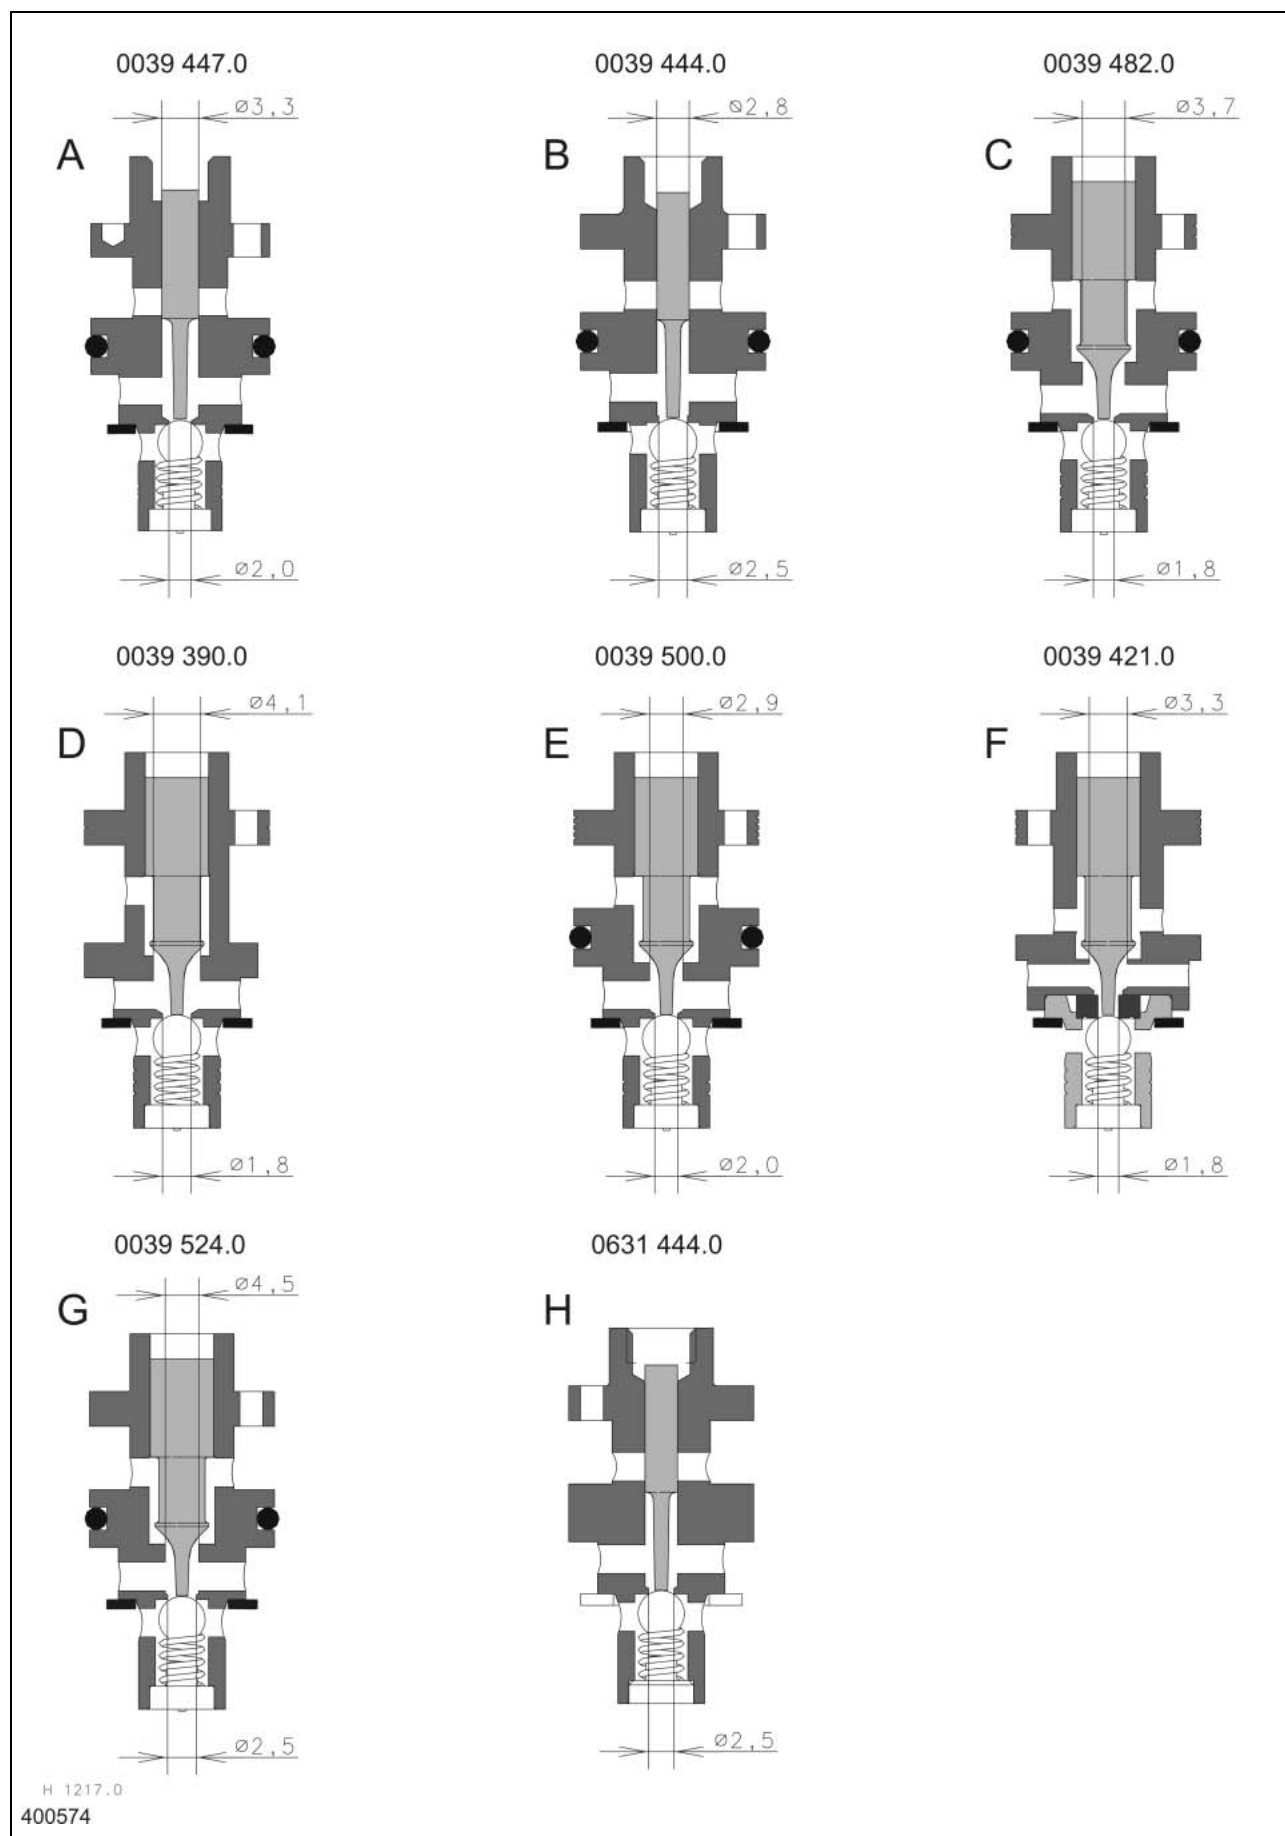 0039 447.0 0039 444.0 0039 482.0
ø3,3 ø2,8 ø3,7
A B C
ø2,0 ø2,5 ø1,8
0039 390.0 0039 500.0 0039 421.0
ø4,1 ø2,9 ø3,3
D E F
ø1,8 ø2,0 ø1,8
0039 524.0 0631 444.0
ø4,5
G H
ø2,5 ø2,5
H 1217.0
400574